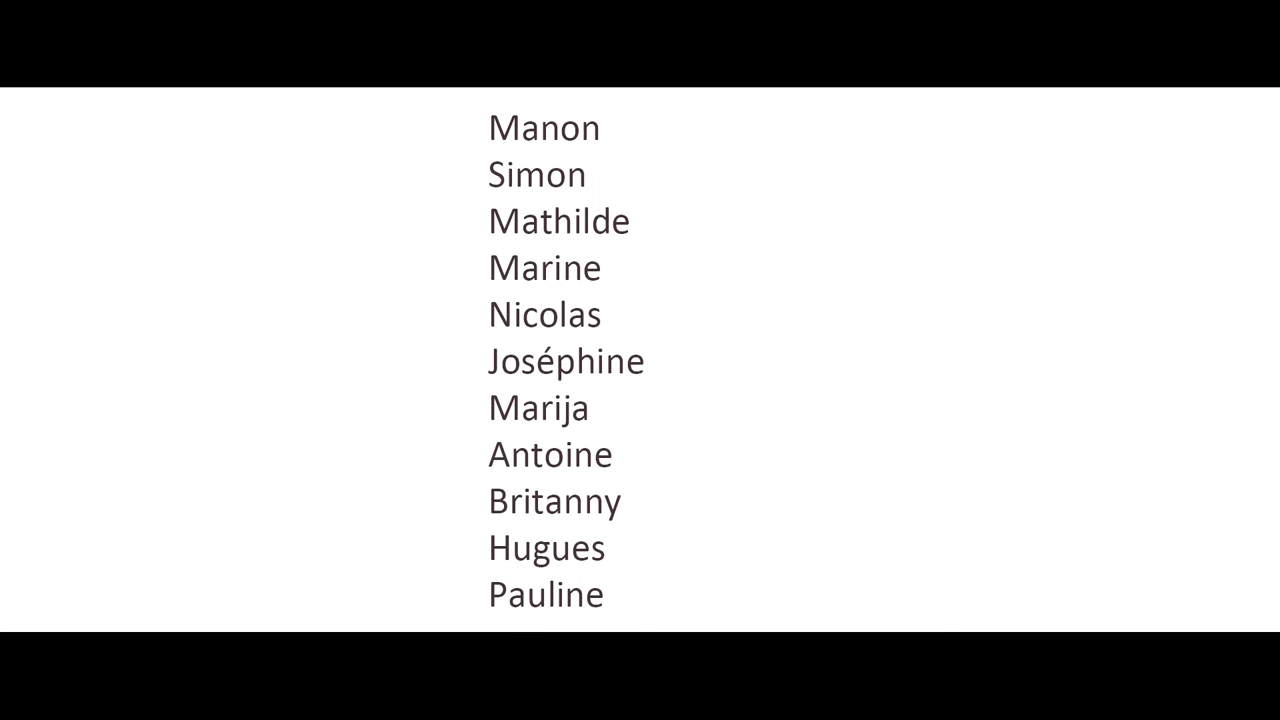 Manon
Simon
Mathilde
Marine
Nicolas
Joséphine
Marija
Antoine
Britanny
Hugues
Pauline